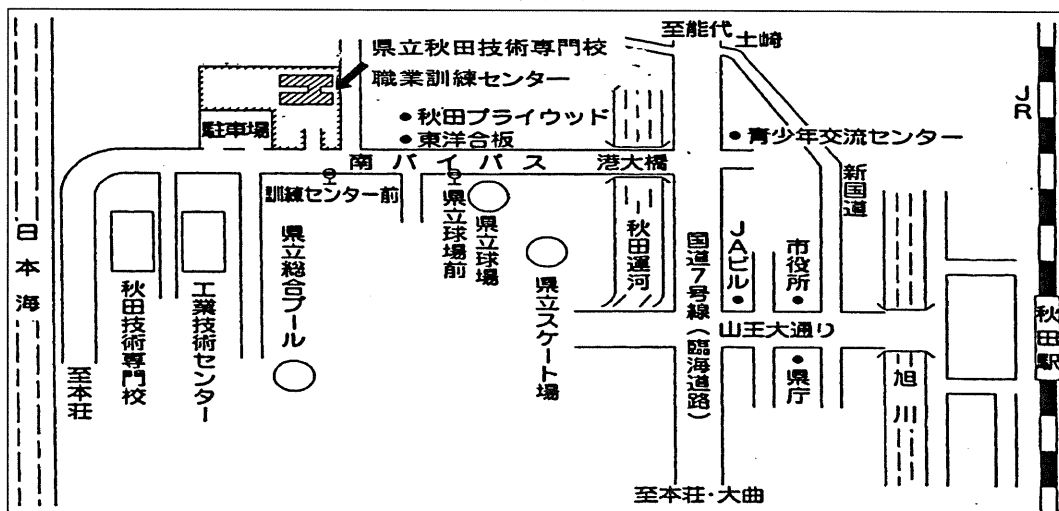 至能代
土崎
県立秋田技術専門校
職業訓練センター
JR
駐車場
秋田プライウッド
東洋合板
青少年交流センター
南バイパス
港大橋
新国道
訓練センター前
県立球場前
県立球場
秋田運河
国道7号線(臨海道路)
JAビル
市役所
日本海
秋田技術専門校
工業技術センター
県立総合プール
県立スケート場
山王大通り
秋田駅
至本荘
県庁
旭川
至本荘・大曲